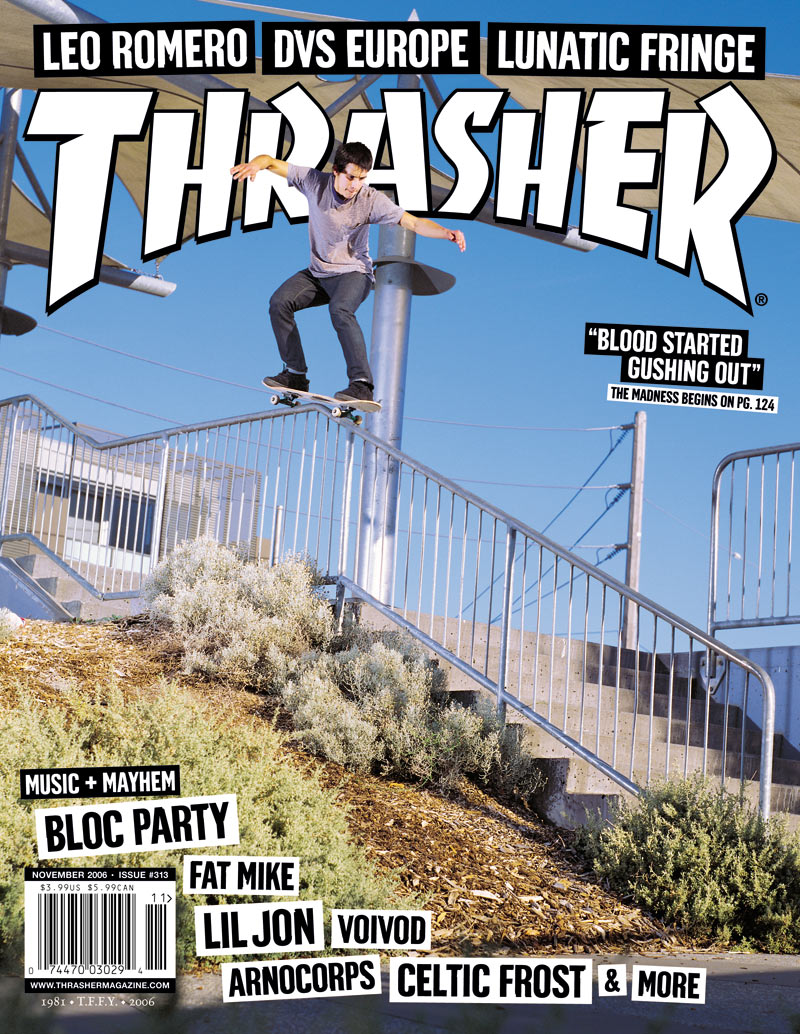 LEO ROMERO DVS EUROPE LUNATIC FRINGE
THRASHER®
“BLOOD STARTED
GUSHING OUT”
THE MADNESS BEGINS ON PG. 124
MUSIC + MAYHEM
BLOC PARTY
FAT MIKE
LIL JON VOIVOD
ARNOCORPS CELTIC FROST & MORE
NOVEMBER 2006 · ISSUE #313
$3.99US $5.99CAN
11>
0 74470 03029 4
WWW.THRASHERMAGAZINE.COM
1981 • T.F.F.Y. • 2006